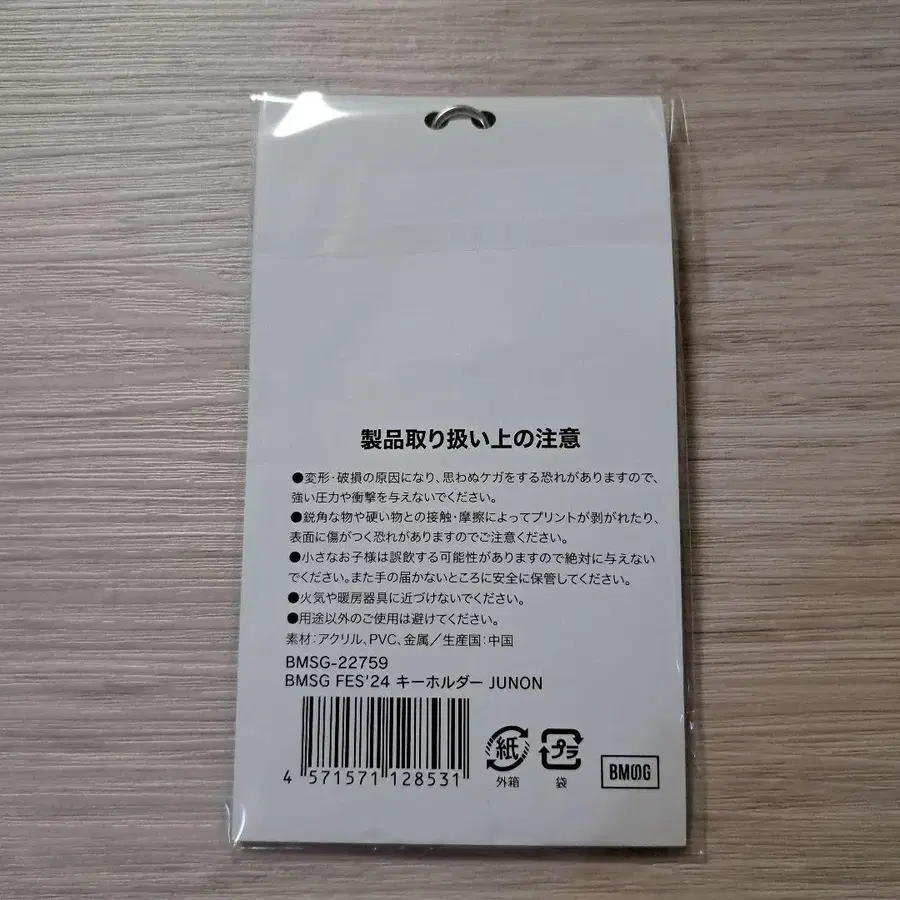 製品取り扱い上の注意
●変形・破損の原因になり、思わぬケガをする恐れがありますので、
強い圧力や衝撃を与えないでください。
●鋭角な物や硬い物との接触・摩擦によってプリントが剥がれたり、
表面に傷がつく恐れがありますのでご注意ください。
●小さなお子様は誤飲する可能性がありますので絶対に与えない
でください。また手の届かないところに安全に保管してください。
●火気や暖房器具に近づけないでください。
●用途以外のご使用は避けてください。
素材：アクリル、PVC、金属／生産国：中国
BMSG-22759
BMSG FES'24 キーホルダー JUNON
4 571571 128531
紙
外箱
プラ
袋
BMSG